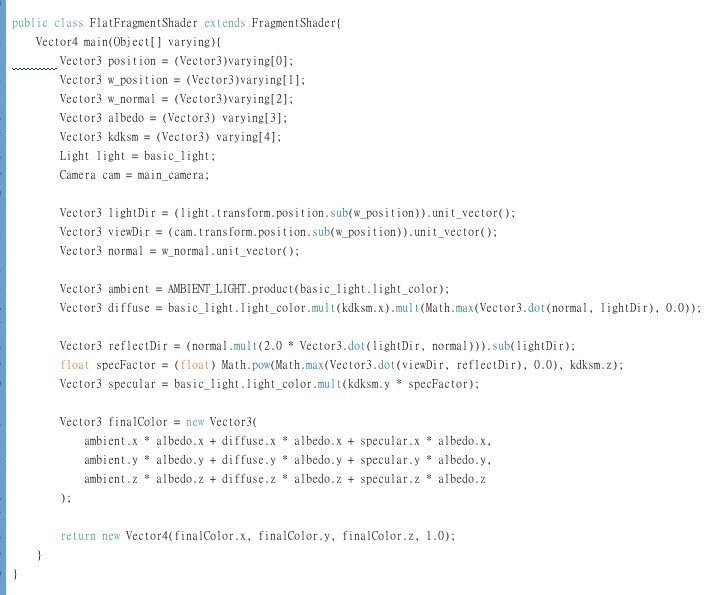 public class FlatFragmentShader extends FragmentShader{
    Vector4 main(Object[] varying){
        Vector3 position = (Vector3)varying[0];
        Vector3 w_position = (Vector3)varying[1];
        Vector3 w_normal = (Vector3)varying[2];
        Vector3 albedo = (Vector3) varying[3];
        Vector3 kdksm = (Vector3) varying[4];
        Light light = basic_light;
        Camera cam = main_camera;

        Vector3 lightDir = (light.transform.position.sub(w_position)).unit_vector();
        Vector3 viewDir = (cam.transform.position.sub(w_position)).unit_vector();
        Vector3 normal = w_normal.unit_vector();

        Vector3 ambient = AMBIENT_LIGHT.product(basic_light.light_color);
        Vector3 diffuse = basic_light.light_color.mult(kdksm.x).mult(Math.max(Vector3.dot(normal, lightDir), 0.0));

        Vector3 reflectDir = (normal.mult(2.0 * Vector3.dot(lightDir, normal))).sub(lightDir);
        float specFactor = (float) Math.pow(Math.max(Vector3.dot(viewDir, reflectDir), 0.0), kdksm.z);
        Vector3 specular = basic_light.light_color.mult(kdksm.y * specFactor);

        Vector3 finalColor = new Vector3(
            ambient.x * albedo.x + diffuse.x * albedo.x + specular.x * albedo.x,
            ambient.y * albedo.y + diffuse.y * albedo.y + specular.y * albedo.y,
            ambient.z * albedo.z + diffuse.z * albedo.z + specular.z * albedo.z
        );

        return new Vector4(finalColor.x, finalColor.y, finalColor.z, 1.0);
    }
}